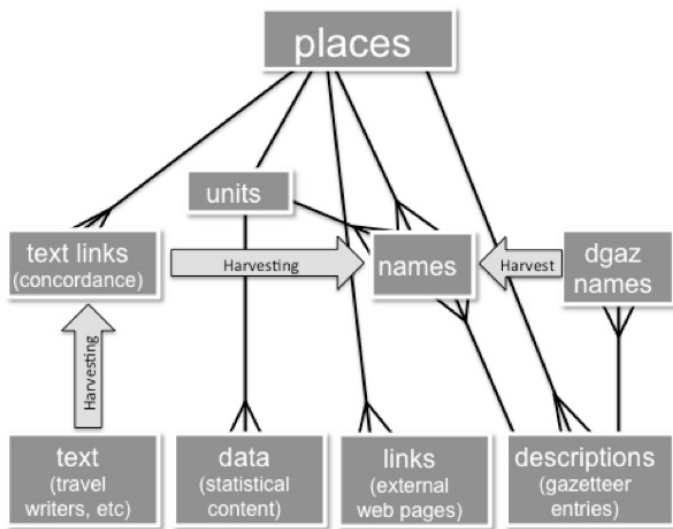 places
units
text links
(concordance)
Harvesting
names
Harvest
dgaz
names
Harvesting
text
(travel
writers, etc)
data
(statistical
content)
links
(external
web pages)
descriptions
(gazetteer
entries)